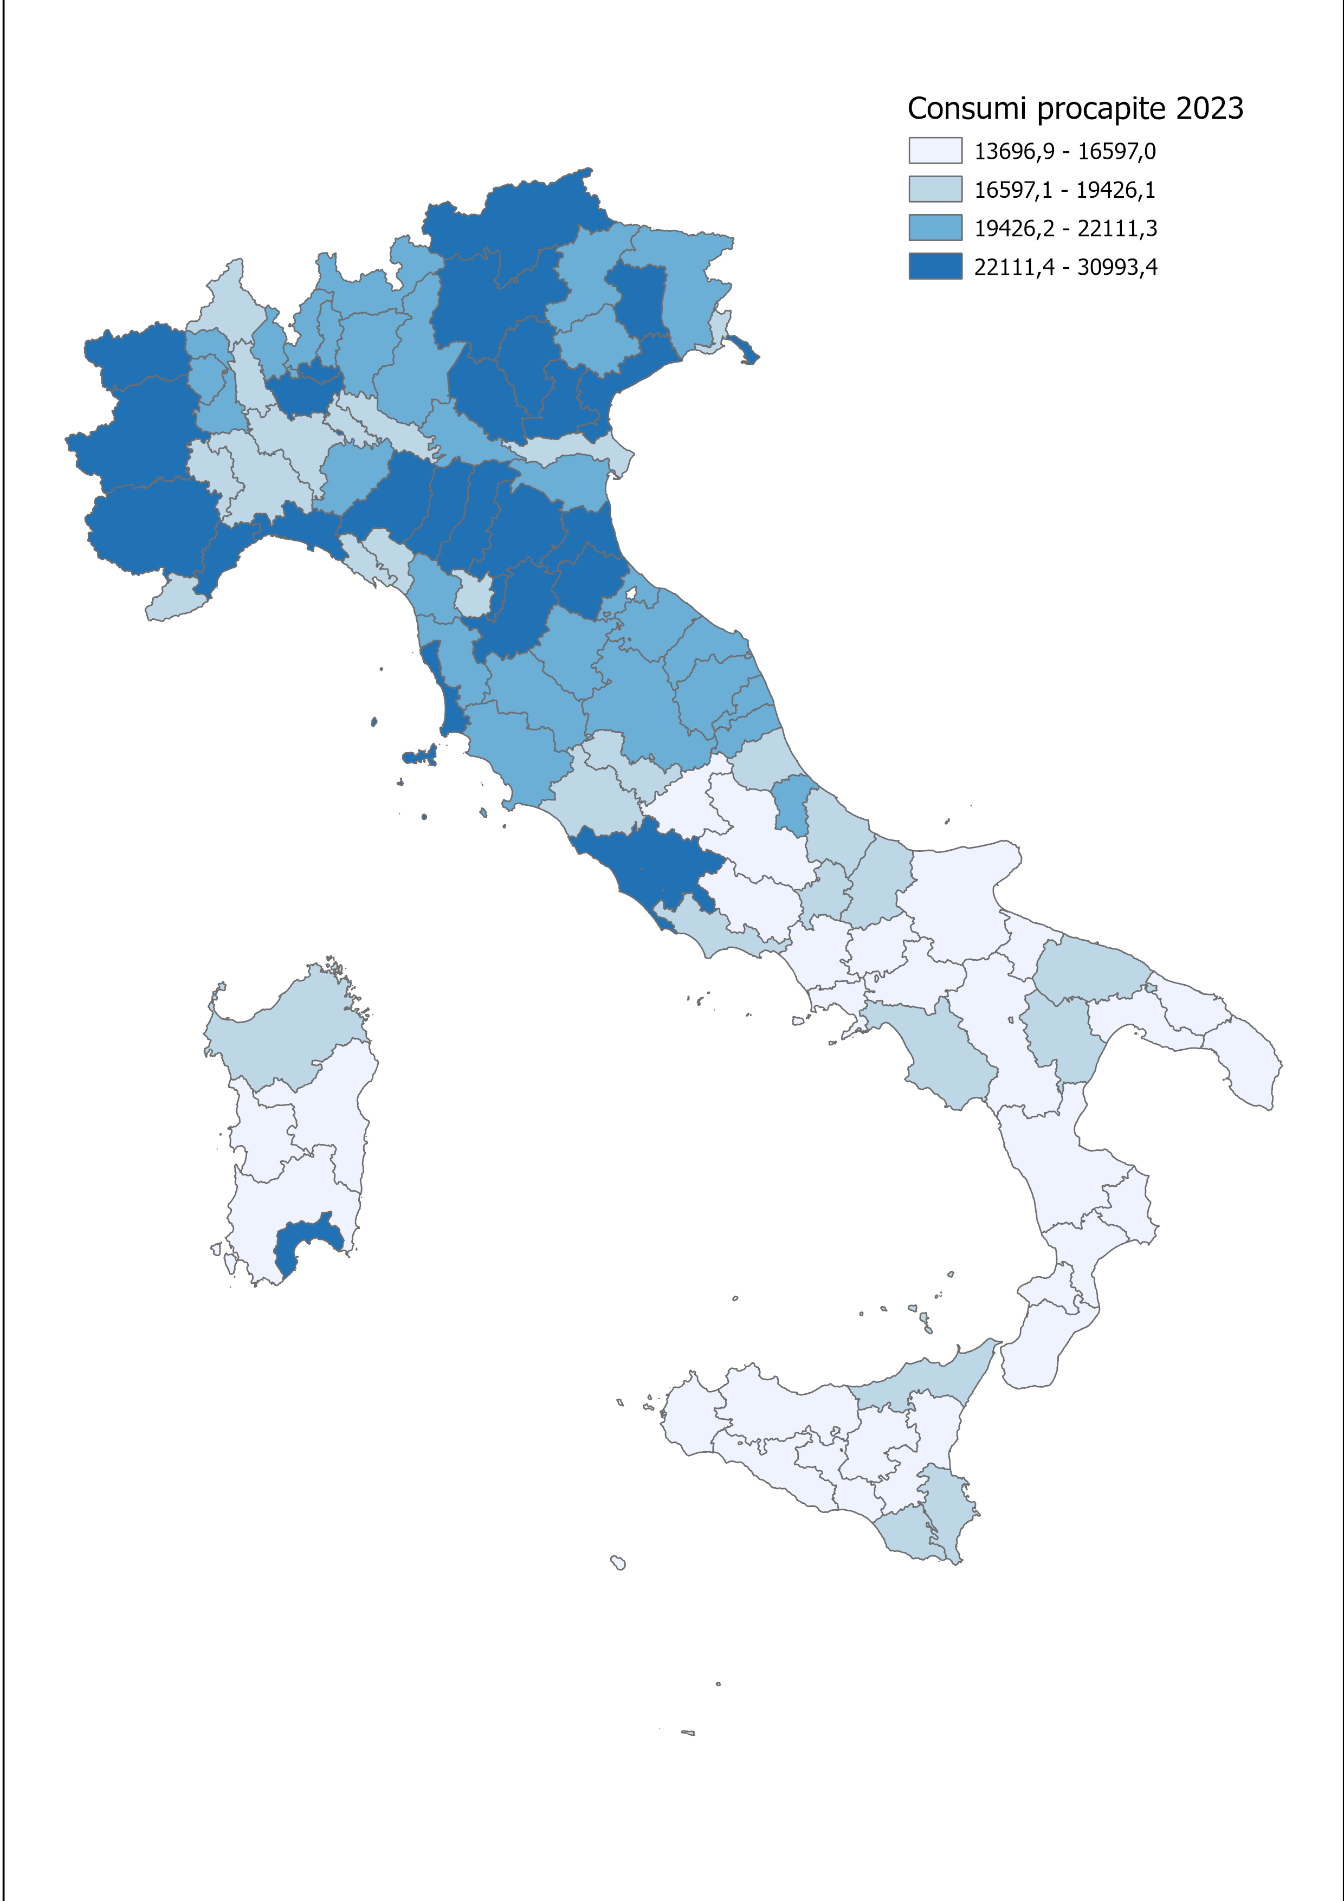 Consumi procapite 2023
13696,9 - 16597,0
16597,1 - 19426,1
19426,2 - 22111,3
22111,4 - 30993,4